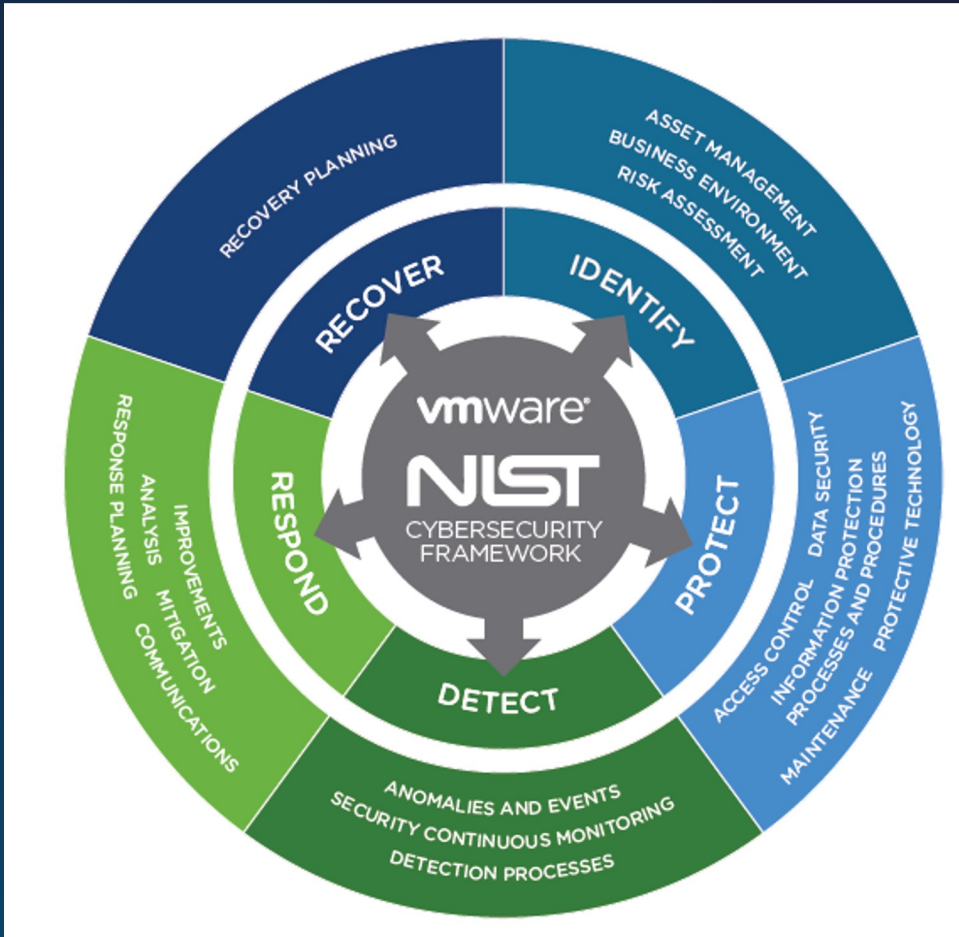 RECOVERY PLANNING
ASSET MANAGEMENT
BUSINESS ENVIRONMENT
RISK ASSESSMENT
RECOVER
IDENTIFY
vmware®
NIST
CYBERSECURITY
FRAMEWORK
RESPOND
PROTECT
DETECT
RESPONSE PLANNING
ANALYSIS MITIGATION
IMPROVEMENTS
COMMUNICATIONS
ACCESS CONTROL DATA SECURITY
INFORMATION PROTECTION
PROCESSES AND PROCEDURES
MAINTENANCE PROTECTIVE TECHNOLOGY
ANOMALIES AND EVENTS
SECURITY CONTINUOUS MONITORING
DETECTION PROCESSES